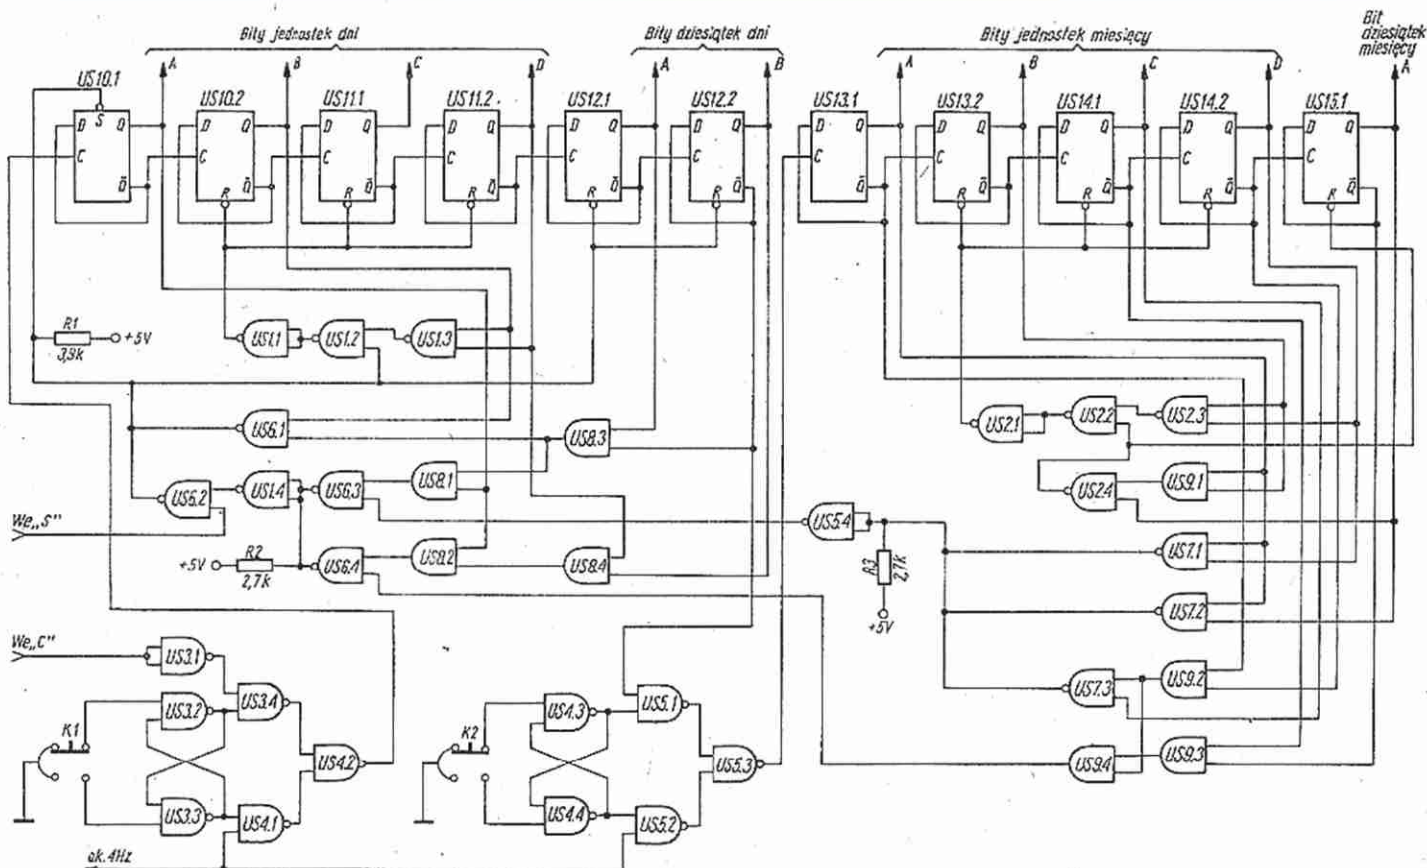 Bity jednostek dni
Bity dziesiątek dni
Bity jednostek miesięcy
Bit
dziesiątek
miesięcy
A
B
C
D
A
B
A
B
C
D
A
US10.1
US10.2
US11.1
US11.2
US12.1
US12.2
US13.1
US13.2
US14.1
US14.2
US15.1
D S Q
C
Q̄
D Q
C
Q̄
R
D Q
C
Q̄
R
D Q
C
Q̄
R
D Q
C
Q̄
R
D Q
C
Q̄
R
D Q
C
Q̄
D Q
C
Q̄
R
D Q
C
Q̄
R
D Q
C
Q̄
R
D Q
C
Q̄
R
R1
3,9k
+5V
US1.1
US1.2
US1.3
US6.1
US8.3
US6.2
US1.4
US6.3
US8.1
We„S"
+5V
R2
2,7k
US6.4
US8.2
US8.4
US5.4
R3
2,7k
+5V
US2.1
US2.2
US2.3
US2.4
US9.1
US7.1
US7.2
US7.3
US9.2
US9.4
US9.3
We„C"
US3.1
US3.2
US3.4
K1
US4.2
US3.3
US4.1
K2
US4.3
US5.1
US5.3
US4.4
US5.2
ok.4Hz